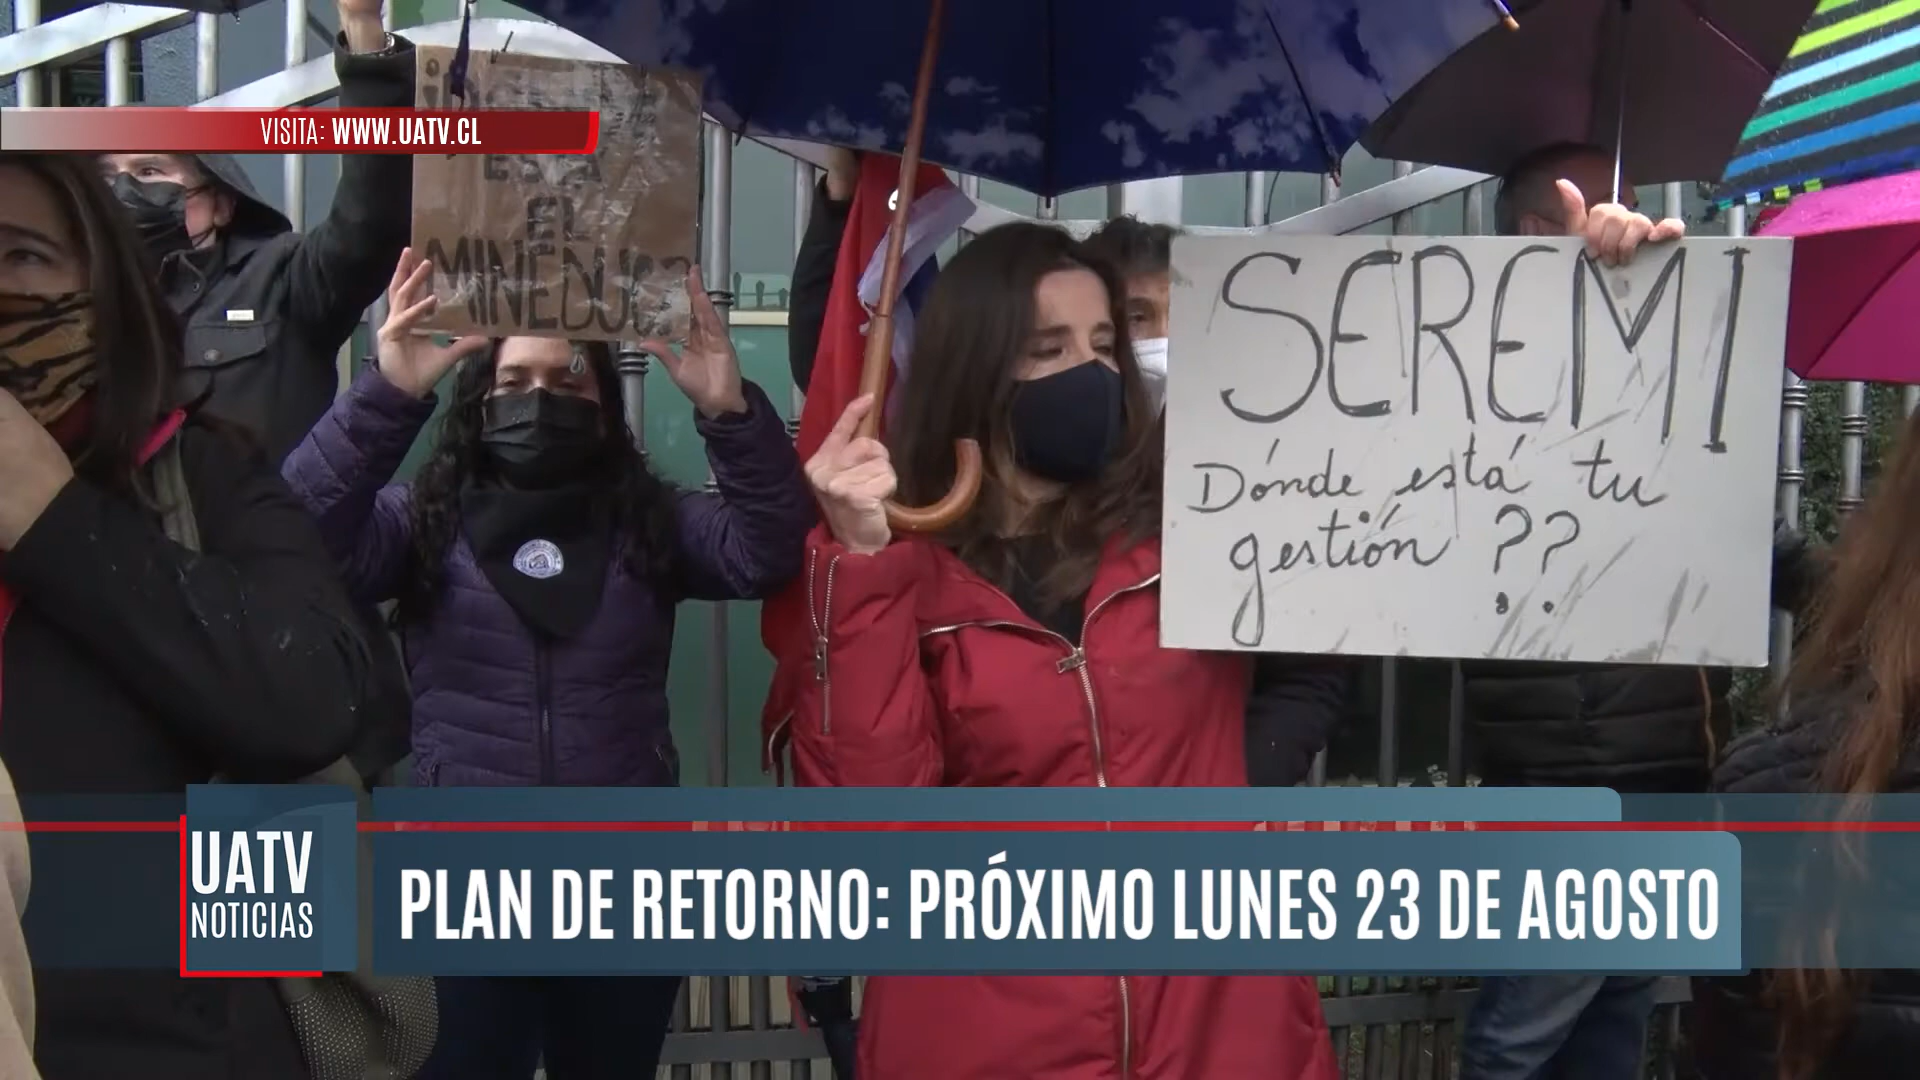 VISITA: WWW.UATV.CL
ESTÁ
EL
MINEDUC?
SEREMI
Dónde está tu
gestión ??
UATV
NOTICIAS
PLAN DE RETORNO: PRÓXIMO LUNES 23 DE AGOSTO